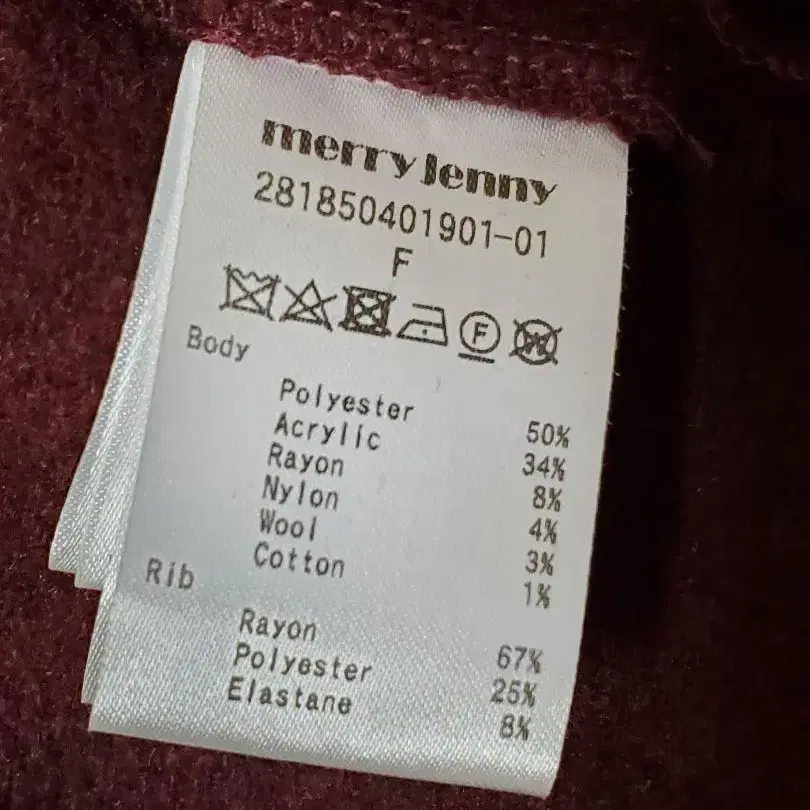 merry jenny
281850401901-01
F
F W
Body
Polyester 50%
Acrylic 34%
Rayon 8%
Nylon 4%
Wool 3%
Cotton 1%
Rib
Rayon 67%
Polyester 25%
Elastane 8%